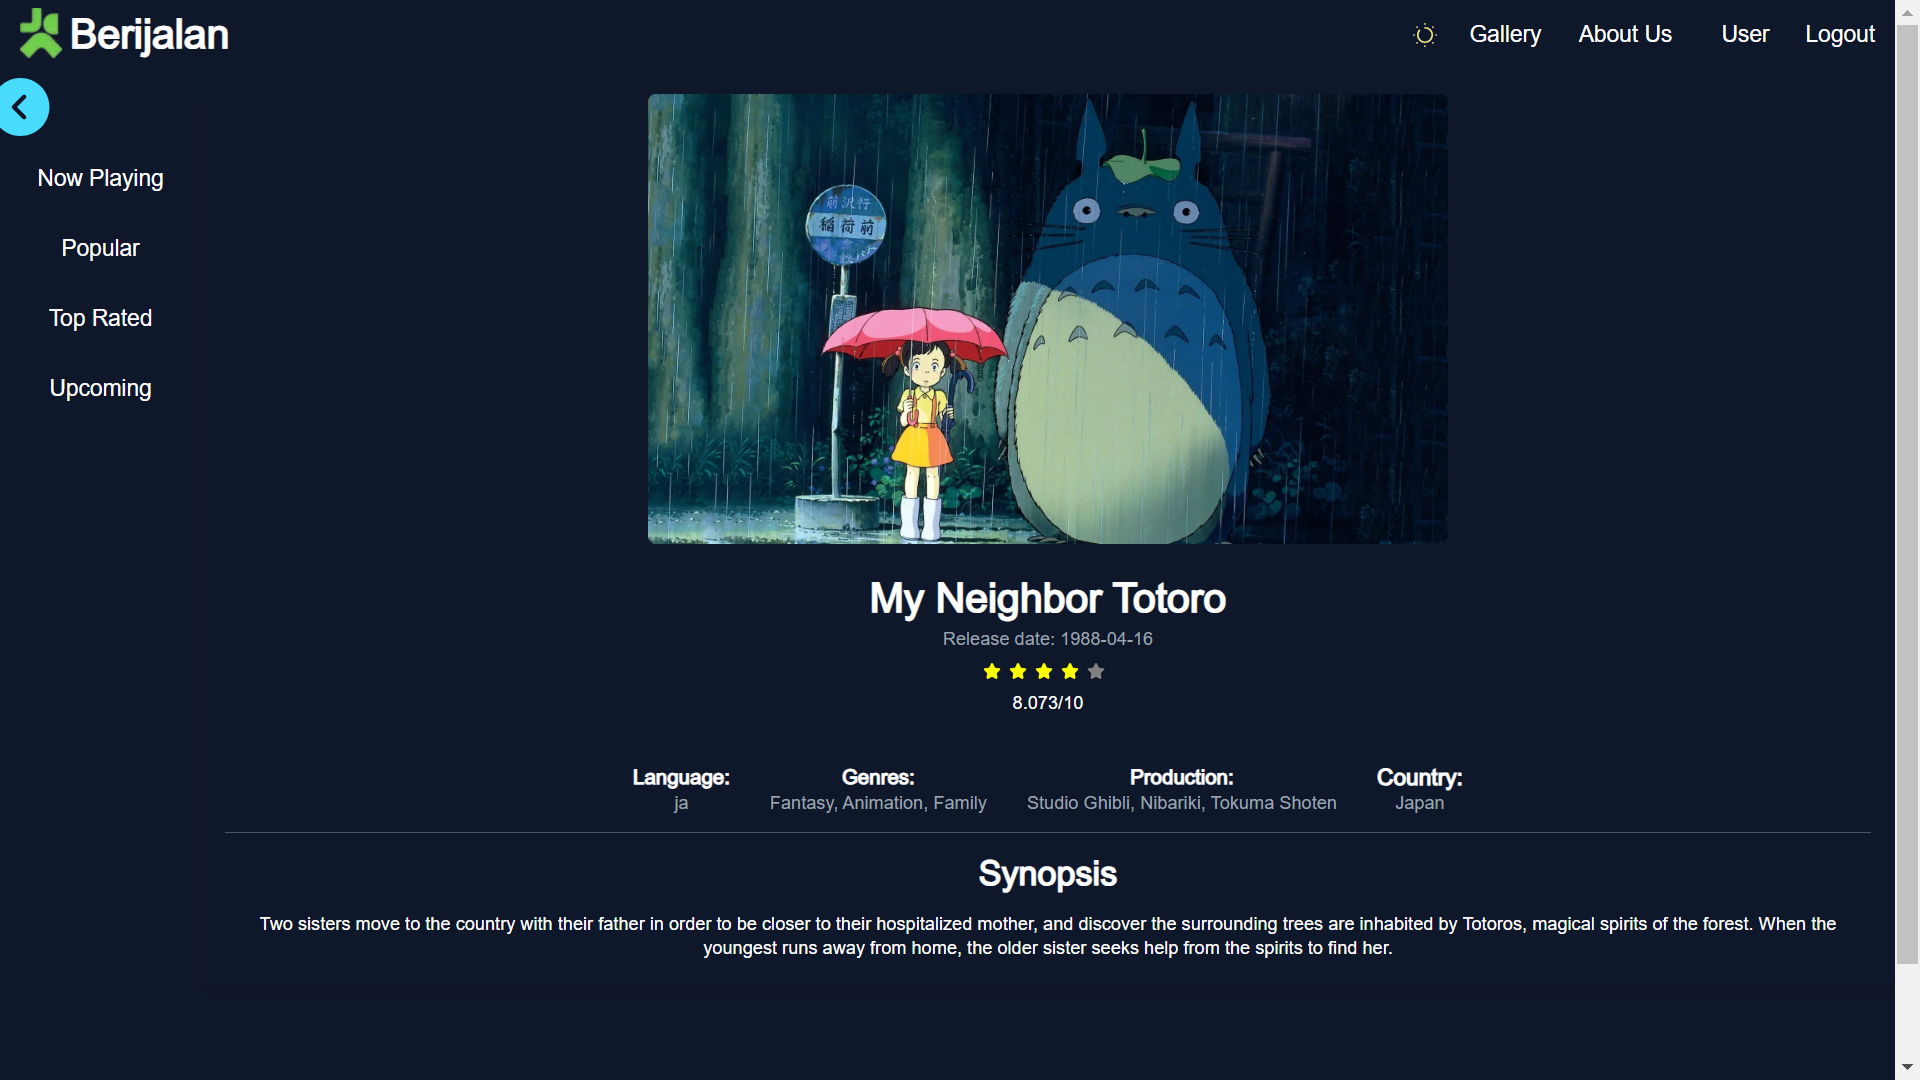 Berijalan
Gallery
About Us
User
Logout
Now Playing
Popular
Top Rated
Upcoming
前沢行
稲荷前
My Neighbor Totoro
Release date: 1988-04-16
8.073/10
Language:
ja
Genres:
Fantasy, Animation, Family
Production:
Studio Ghibli, Nibariki, Tokuma Shoten
Country:
Japan
Synopsis
Two sisters move to the country with their father in order to be closer to their hospitalized mother, and discover the surrounding trees are inhabited by Totoros, magical spirits of the forest. When the
youngest runs away from home, the older sister seeks help from the spirits to find her.